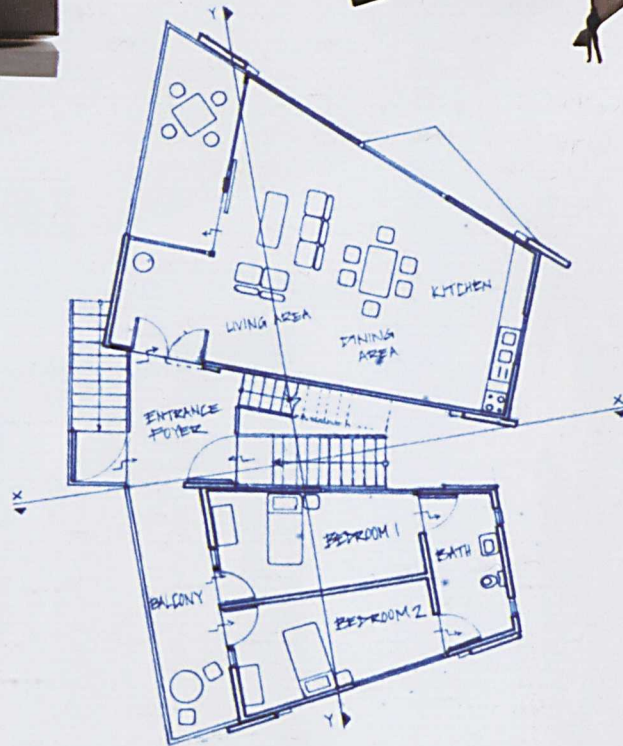 Y
KITCHEN
LIVING AREA
DINING
AREA
X
ENTRANCE
FOYER
X
BEDROOM 1
BATH
BALCONY
BEDROOM 2
Y